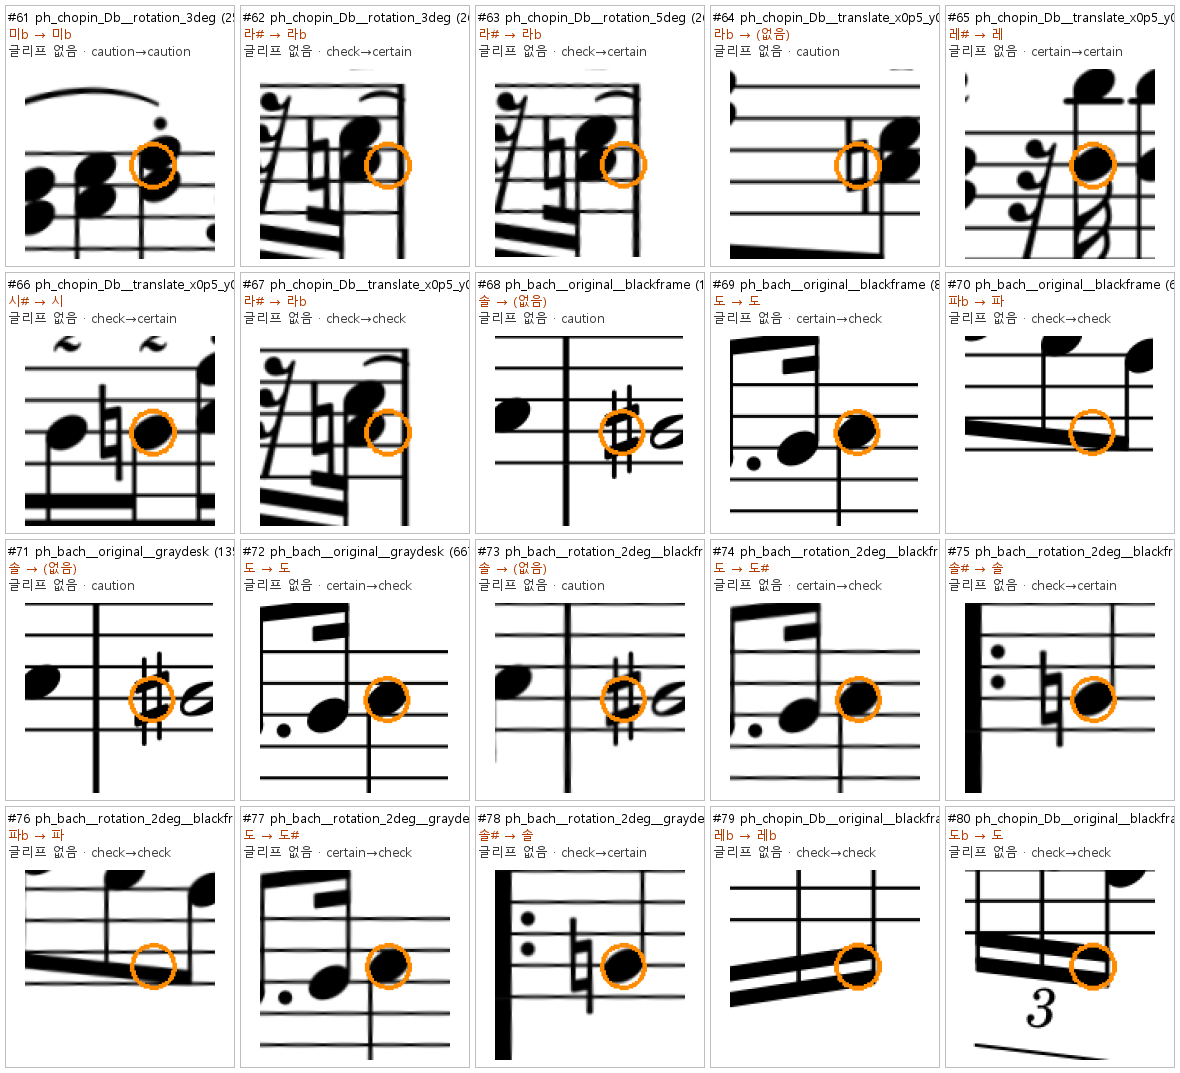 #61 ph_chopin_Db__rotation_3deg (25
미b → 미b
글리프 없음 · caution→caution
#62 ph_chopin_Db__rotation_3deg (26
라# → 라b
글리프 없음 · check→certain
#63 ph_chopin_Db__rotation_5deg (26
라# → 라b
글리프 없음 · check→certain
#64 ph_chopin_Db__translate_x0p5_y0
라b → (없음)
글리프 없음 · caution
#65 ph_chopin_Db__translate_x0p5_y0
레# → 레
글리프 없음 · certain→certain
#66 ph_chopin_Db__translate_x0p5_y0
시# → 시
글리프 없음 · check→certain
#67 ph_chopin_Db__translate_x0p5_y0
라# → 라b
글리프 없음 · check→check
#68 ph_bach__original__blackframe (1
솔 → (없음)
글리프 없음 · caution
#69 ph_bach__original__blackframe (8
도 → 도
글리프 없음 · certain→check
#70 ph_bach__original__blackframe (6
파b → 파
글리프 없음 · check→check
#71 ph_bach__original__graydesk (135
솔 → (없음)
글리프 없음 · caution
#72 ph_bach__original__graydesk (667
도 → 도
글리프 없음 · certain→check
#73 ph_bach__rotation_2deg__blackfr
솔 → (없음)
글리프 없음 · caution
#74 ph_bach__rotation_2deg__blackfr
도 → 도#
글리프 없음 · certain→check
#75 ph_bach__rotation_2deg__blackfr
솔# → 솔
글리프 없음 · check→certain
#76 ph_bach__rotation_2deg__blackfr
파b → 파
글리프 없음 · check→check
#77 ph_bach__rotation_2deg__grayde
도 → 도#
글리프 없음 · certain→check
#78 ph_bach__rotation_2deg__grayde
솔# → 솔
글리프 없음 · check→certain
#79 ph_chopin_Db__original__blackfra
레b → 레b
글리프 없음 · check→check
#80 ph_chopin_Db__original__blackfra
도b → 도
글리프 없음 · check→check
3